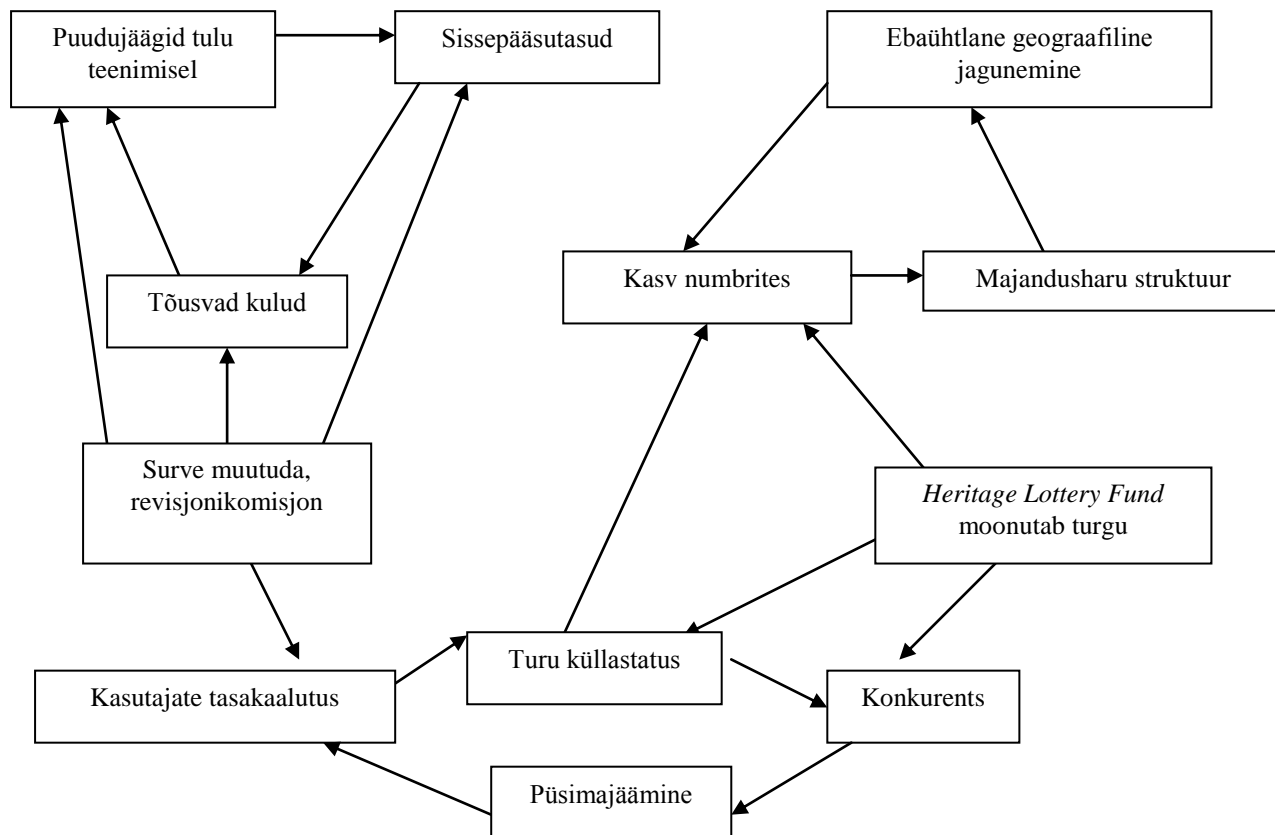 Puudujäägid tulu
teenimisel
Sissepääsutasud
Ebaühtlane geograafiline
jagunemine
Tõusvad kulud
Kasv numbrites
Majandusharu struktuur
Surve muutuda,
revisjonikomisjon
Heritage Lottery Fund
moonutab turgu
Kasutajate tasakaalutus
Turu küllastatus
Konkurents
Püsimajäämine